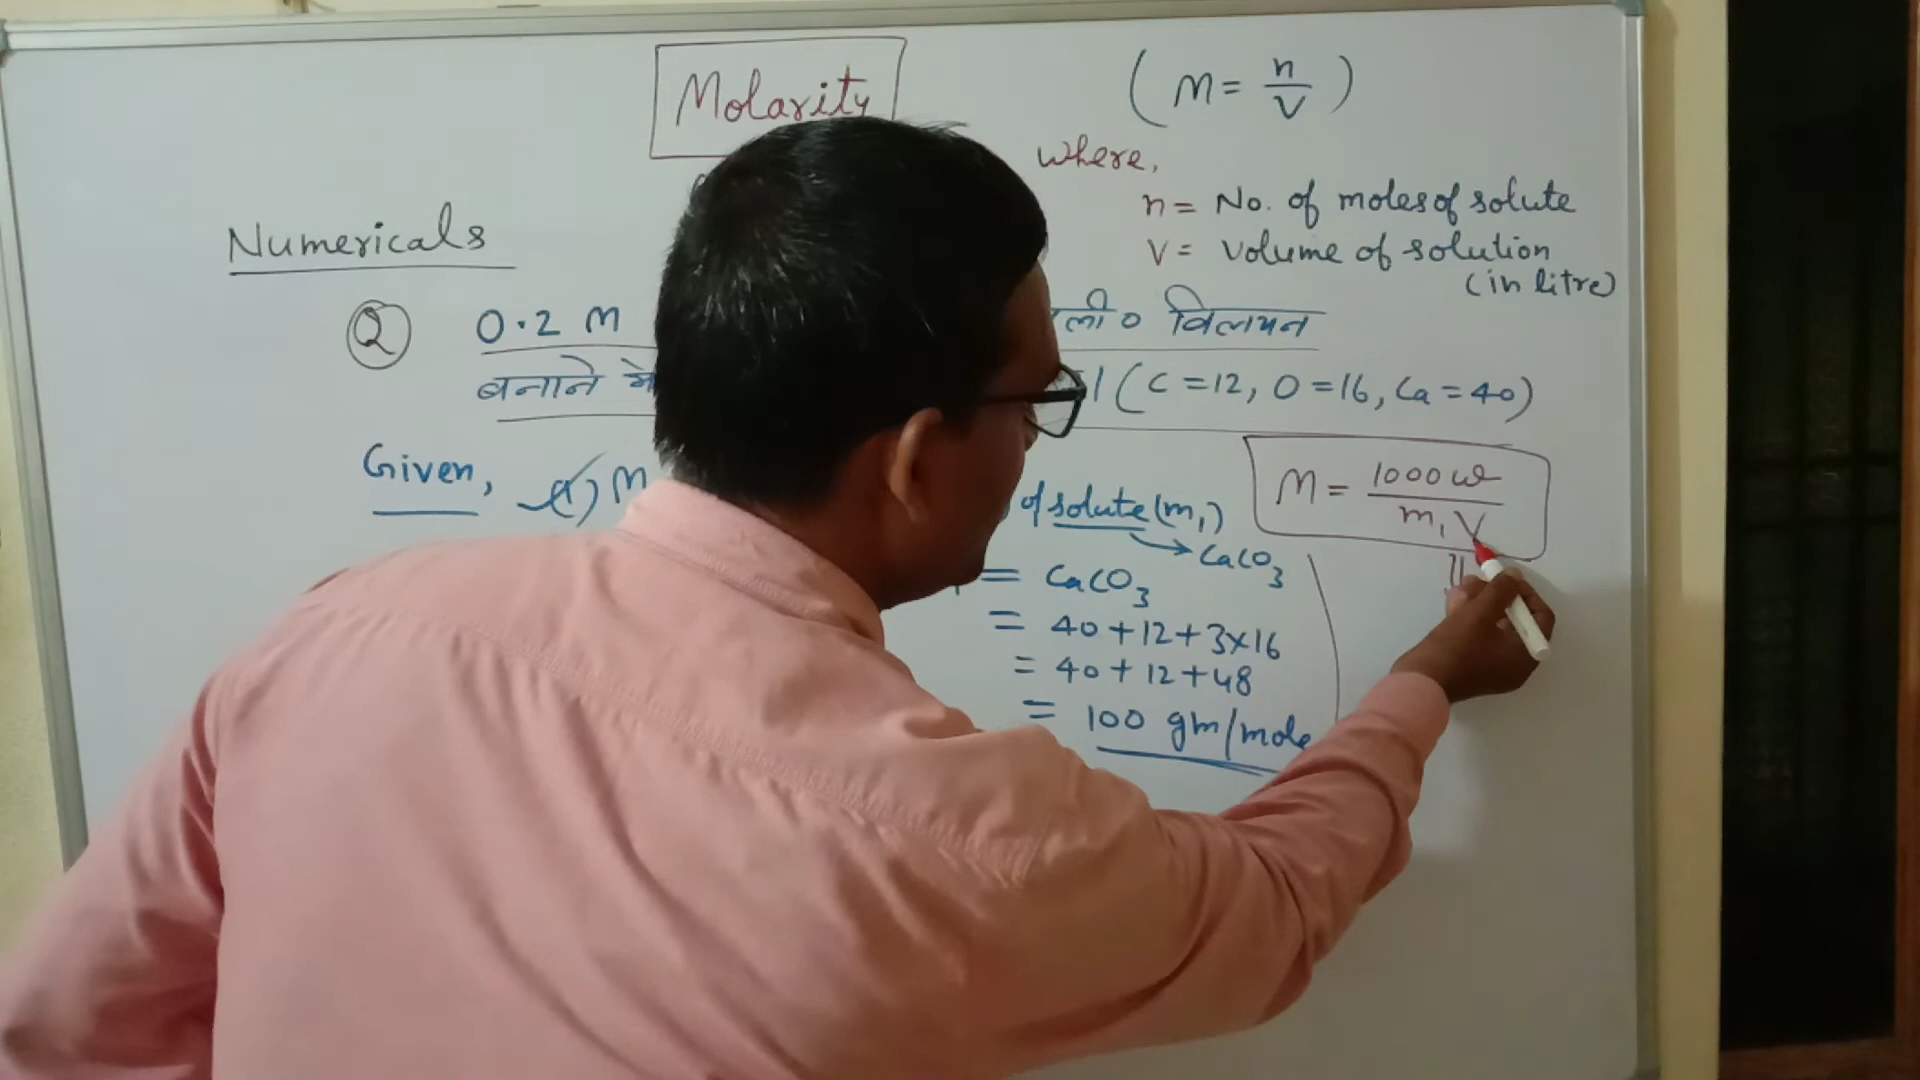 Molarity
( M = n/V )
where,
n = No. of moles of solute
V = Volume of solution
(in litre)
Numericals
Q 0.2 M ली० विलयन
बनाने मे । ( C = 12, O = 16, Ca = 40)
Given, (1) M of solute (m₁)
→ CaCO₃
M = 1000 w / m₁ V
= CaCO₃
= 40 + 12 + 3x16
= 40 + 12 + 48
= 100 gm/mole